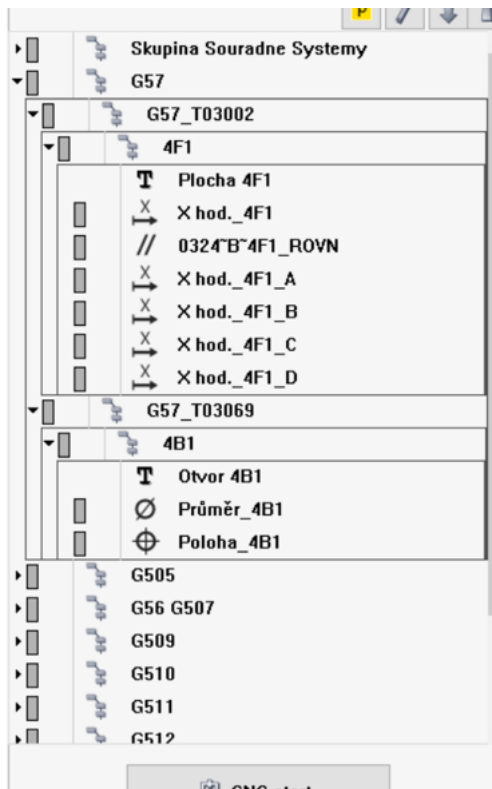 P
Skupina Souradne Systemy
G57
G57_T03002
4F1
T Plocha 4F1
X X hod._4F1
// 0324~B~4F1_ROVN
X X hod._4F1_A
X X hod._4F1_B
X X hod._4F1_C
X X hod._4F1_D
G57_T03069
4B1
T Otvor 4B1
Průměr_4B1
Poloha_4B1
G505
G56 G507
G509
G510
G511
G512